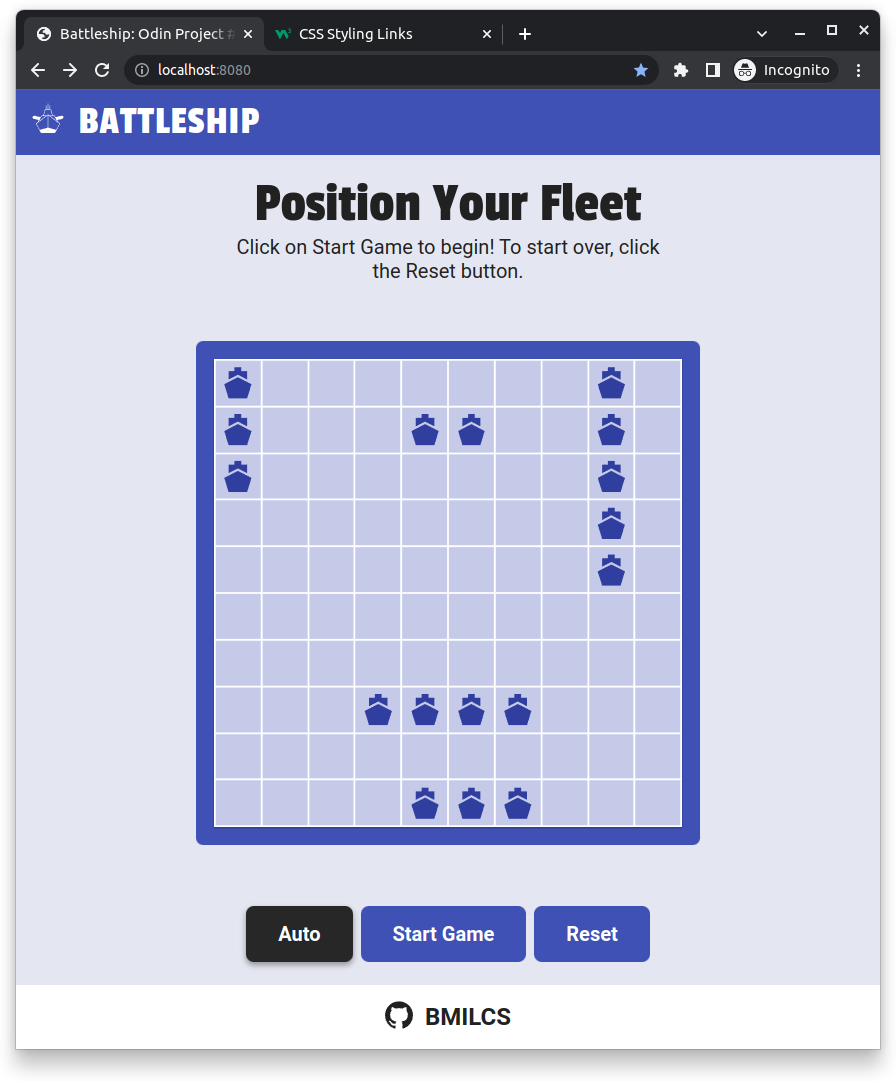 Battleship: Odin Project #
CSS Styling Links
localhost:8080
Incognito
BATTLESHIP
Position Your Fleet
Click on Start Game to begin! To start over, click
the Reset button.
Auto
Start Game
Reset
BMILCS